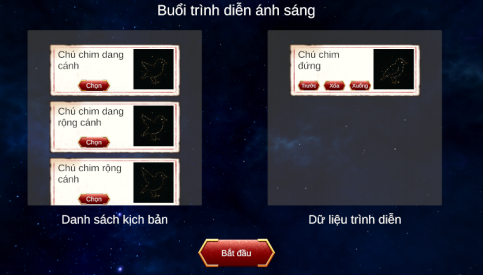 Buổi trình diễn ánh sáng
Chú chim dang
cánh
Chọn
Chú chim dang
rộng cánh
Chọn
Chú chim rộng
cánh
Chọn
Danh sách kịch bản
Chú chim
đứng
Trước
Xóa
Xuống
Dữ liệu trình diễn
Bắt đầu